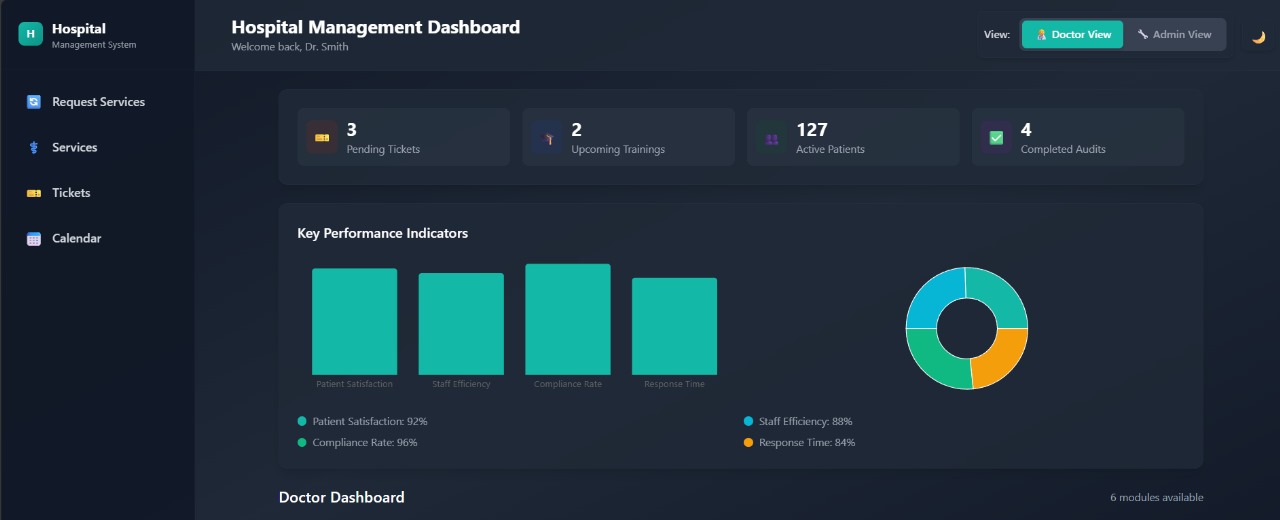 H
Hospital
Management System
Request Services
Services
Tickets
Calendar
Hospital Management Dashboard
Welcome back, Dr. Smith
View:
Doctor View
Admin View
3
Pending Tickets
2
Upcoming Trainings
127
Active Patients
4
Completed Audits
Key Performance Indicators
Patient Satisfaction
Staff Efficiency
Compliance Rate
Response Time
Patient Satisfaction: 92%
Staff Efficiency: 88%
Compliance Rate: 96%
Response Time: 84%
Doctor Dashboard
6 modules available